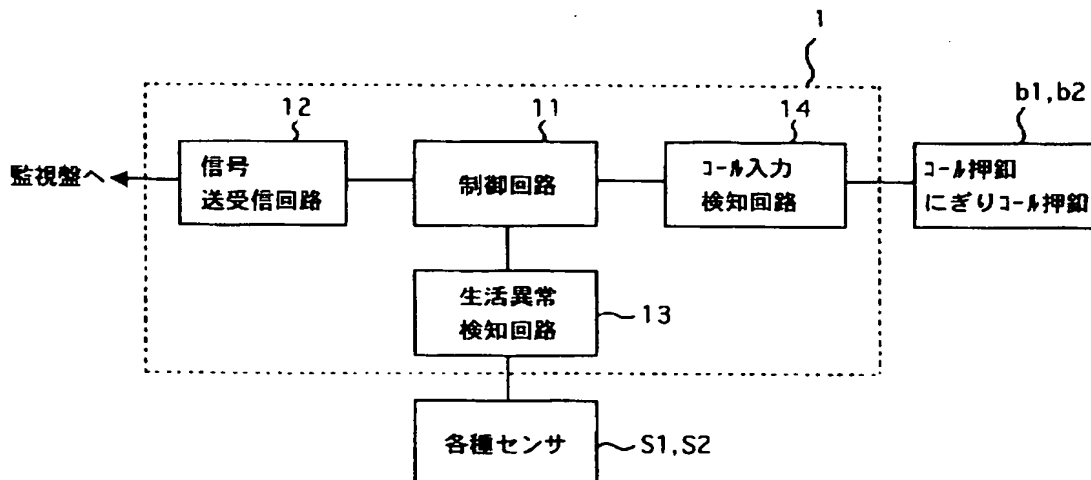 1
12
11
14
b1,b2
監視盤へ
信号
送受信回路
制御回路
ｺｰﾙ入力
検知回路
ｺｰﾙ押釦
にぎりｺｰﾙ押釦
生活異常
検知回路
13
各種センサ
S1,S2